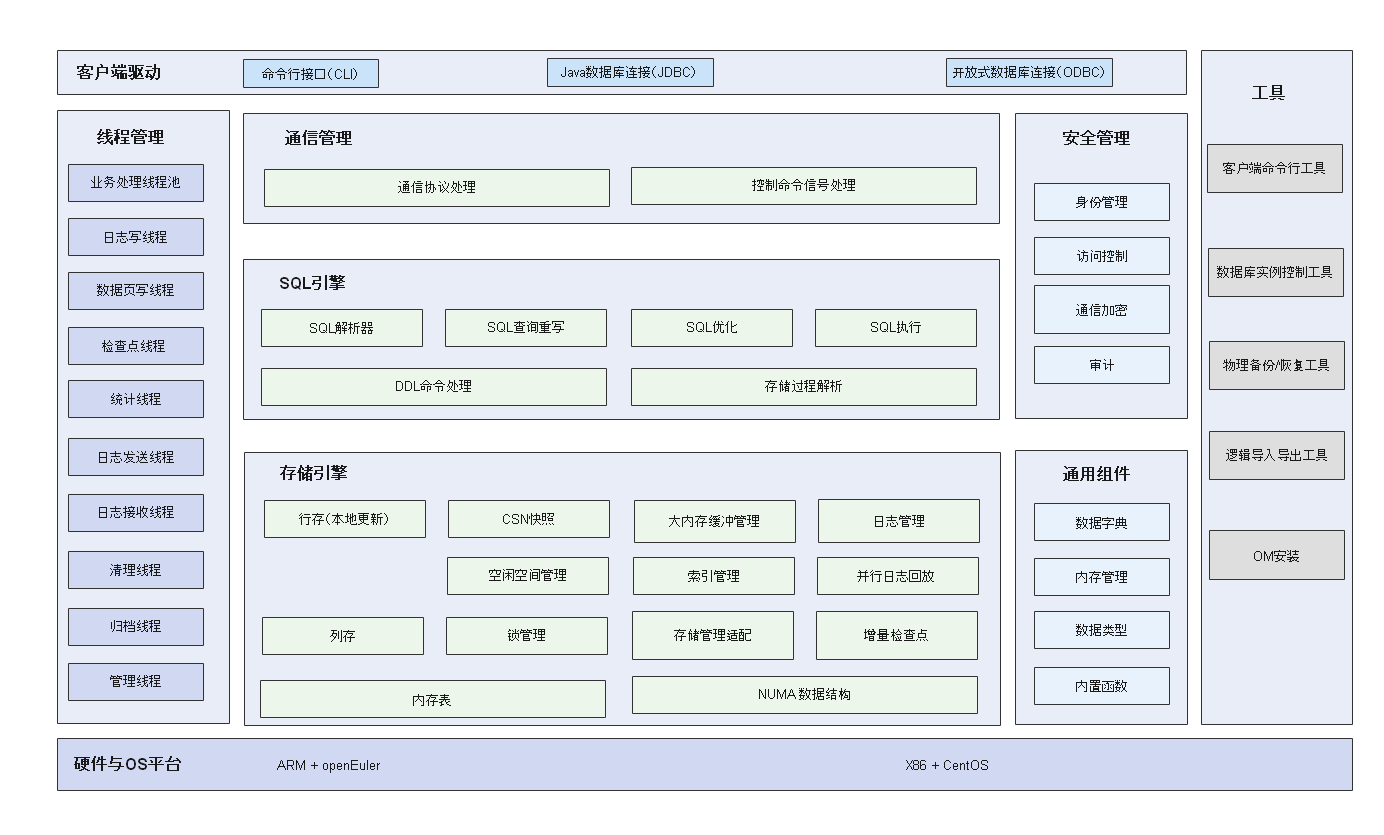 客户端驱动
命令行接口(CLI)
Java数据库连接(JDBC)
开放式数据库连接(ODBC)
线程管理
业务处理线程池
日志写线程
数据页写线程
检查点线程
统计线程
日志发送线程
日志接收线程
清理线程
归档线程
管理线程
通信管理
通信协议处理
控制命令信号处理
SQL引擎
SQL解析器
SQL查询重写
SQL优化
SQL执行
DDL命令处理
存储过程解析
存储引擎
行存(本地更新)
CSN快照
大内存缓冲管理
日志管理
空闲空间管理
索引管理
并行日志回放
列存
锁管理
存储管理适配
增量检查点
内存表
NUMA 数据结构
安全管理
身份管理
访问控制
通信加密
审计
通用组件
数据字典
内存管理
数据类型
内置函数
工具
客户端命令行工具
数据库实例控制工具
物理备份/恢复工具
逻辑导入导出工具
OM安装
硬件与OS平台
ARM + openEuler
X86 + CentOS